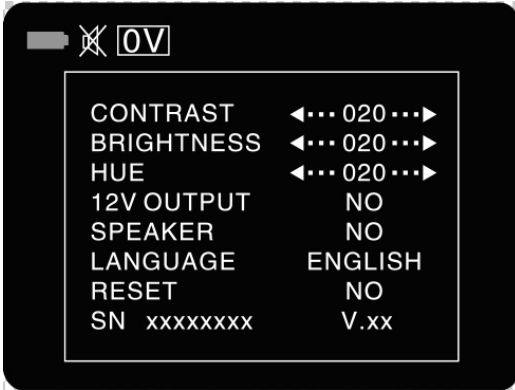 0V
CONTRAST ◀··· 020 ···▶
BRIGHTNESS ◀··· 020 ···▶
HUE ◀··· 020 ···▶
12V OUTPUT NO
SPEAKER NO
LANGUAGE ENGLISH
RESET NO
SN xxxxxxxx V.xx